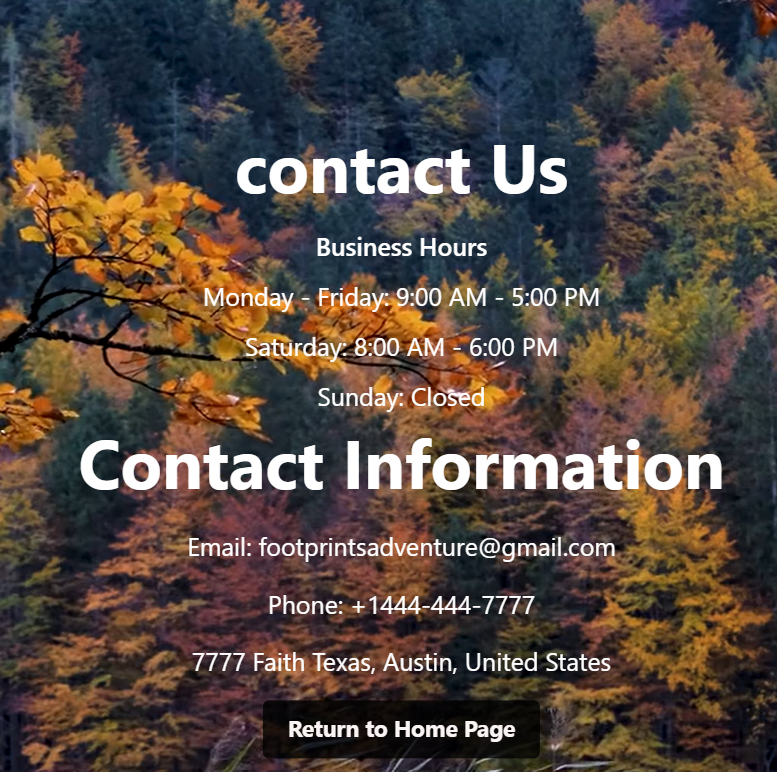 contact Us
Business Hours
Monday - Friday: 9:00 AM - 5:00 PM
Saturday: 8:00 AM - 6:00 PM
Sunday: Closed
Contact Information
Email: footprintsadventure@gmail.com
Phone: +1444-444-7777
7777 Faith Texas, Austin, United States
Return to Home Page